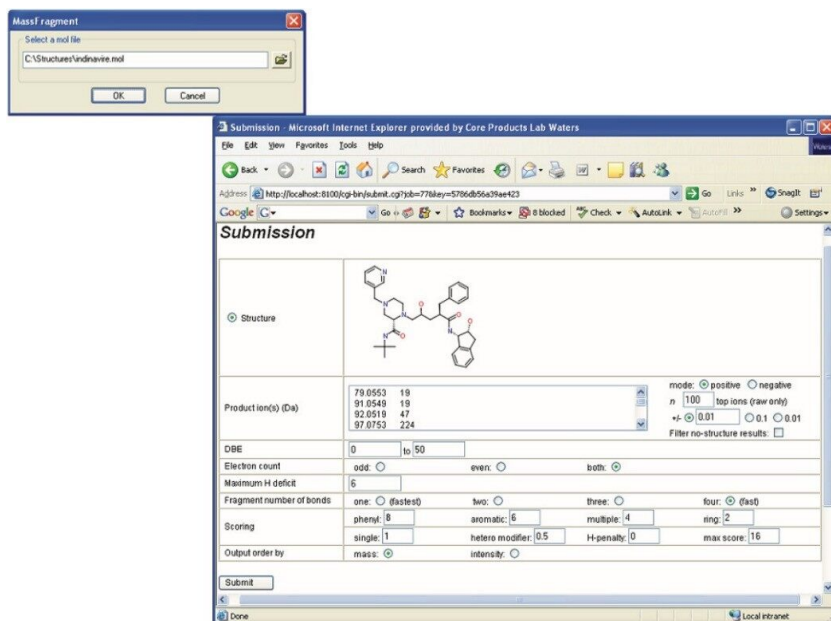 MassFragment
Select a mol file
C:\Structures\indinavire.mol
OK Cancel
Submission - Microsoft Internet Explorer provided by Core Products Lab Waters
File Edit View Favorites Tools Help
Back Search Favorites
Address http://localhost:8100/cgi-bin/submit.cgi?job=77&key=5786db56a39ae423 Go Links » SnagIt
Google G Go Bookmarks 8 blocked Check AutoLink AutoFill » Settings
Submission
Structure
N
N
N
O
O
N
O
N
O
Product ion(s) (Da)
79.0553 19
91.0549 19
92.0519 47
97.0753 224
mode: positive negative
n 100 top ions (raw only)
+/- 0.01 0.1 0.01
Filter no-structure results:
DBE 0 to 50
Electron count odd: even: both:
Maximum H deficit 6
Fragment number of bonds one: (fastest) two: three: four: (fast)
Scoring
phenyl: 8 aromatic: 6 multiple: 4 ring: 2
single: 1 hetero modifier: 0.5 H-penalty: 0 max score: 16
Output order by mass: intensity:
Submit
Done Local intranet